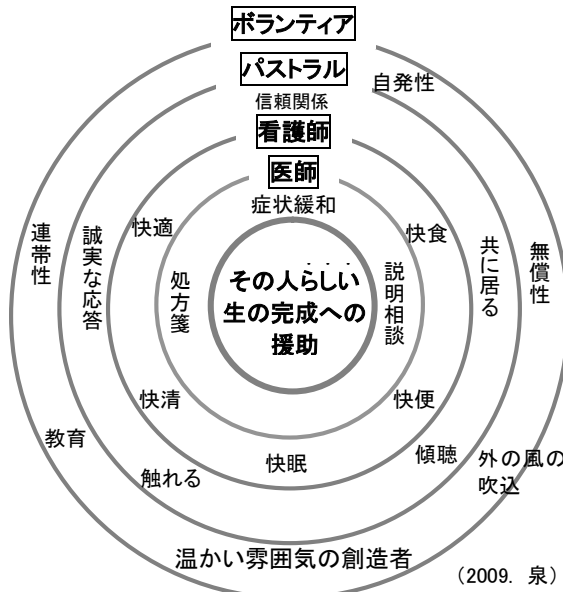 ボランティア
パストラル
自発性
信頼関係
看護師
医師
症状緩和
快適
快食
連帯性
誠実な応答
処方箋
その人らしい
生の完成への
援助
説明相談
共に居る
無償性
快清
快便
教育
触れる
快眠
傾聴
外の風の
吹込
温かい雰囲気の創造者
(2009. 泉)